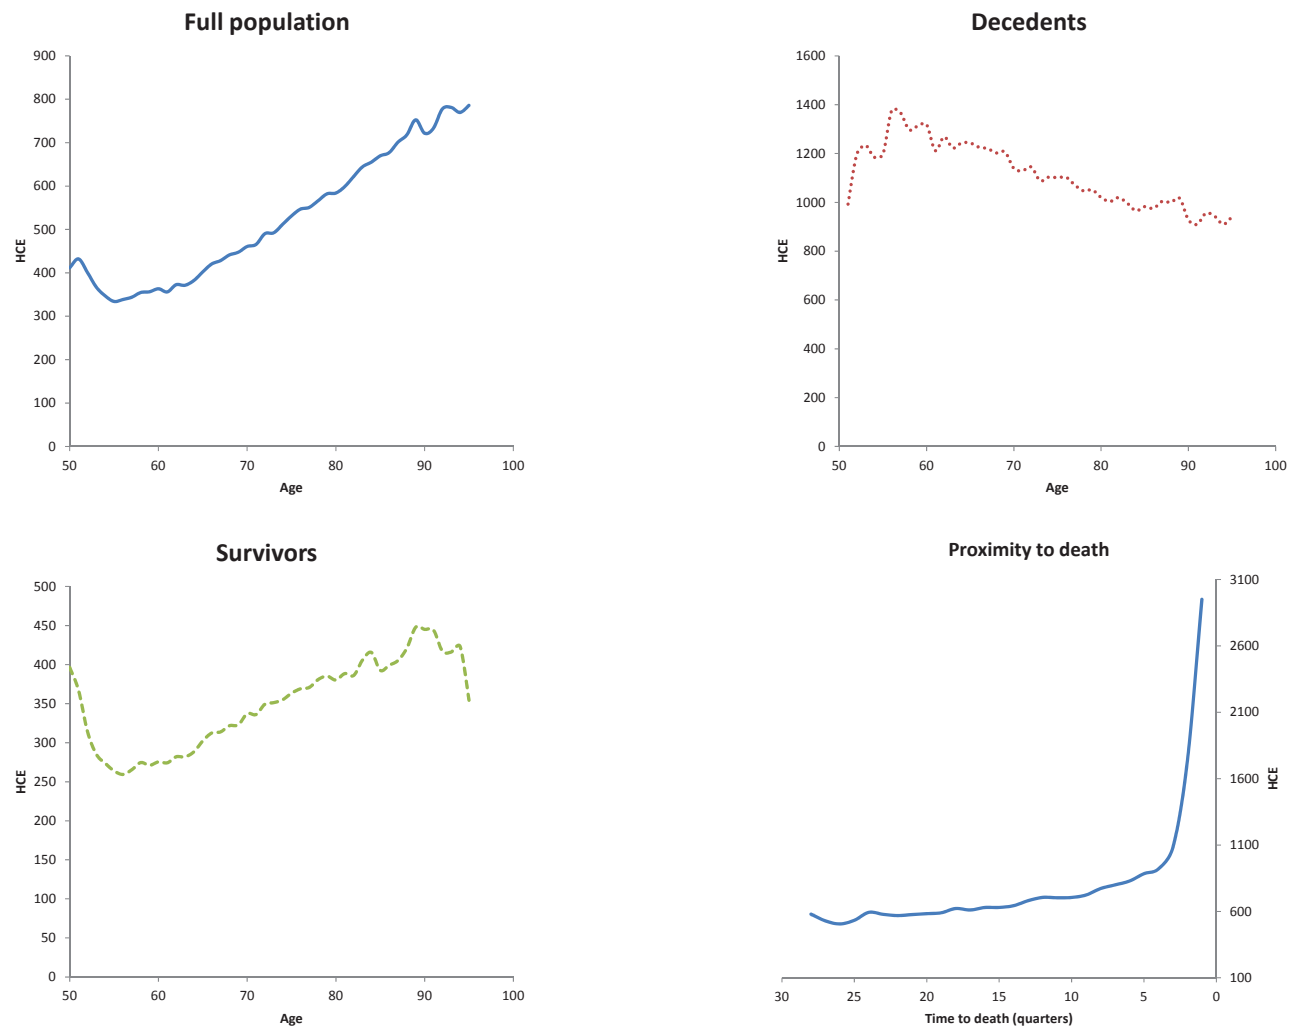 Full population
900
800
700
600
500
400
300
200
100
0
HCE
50 60 70 80 90 100
Age
Decedents
1600
1400
1200
1000
800
600
400
200
0
HCE
50 60 70 80 90 100
Age
Survivors
500
450
400
350
300
250
200
150
100
50
0
HCE
50 60 70 80 90 100
Age
Proximity to death
3100
2600
2100
1600
1100
600
100
HCE
30 25 20 15 10 5 0
Time to death (quarters)